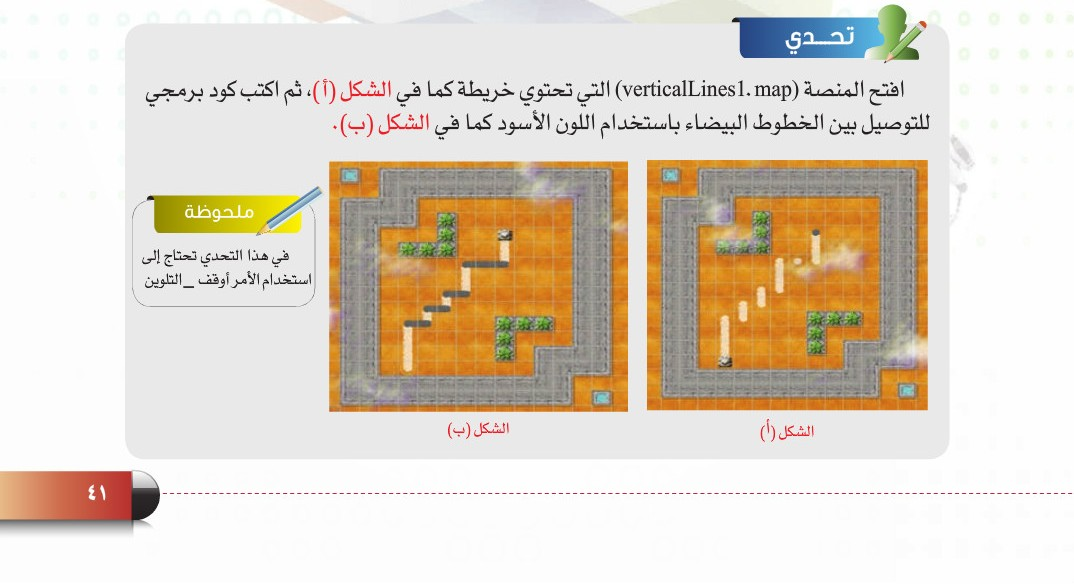 تحــدي
افتح المنصة (verticalLines1. map) التي تحتوي خريطة كما في الشكل (أ)، ثم اكتب كود برمجي
للتوصيل بين الخطوط البيضاء باستخدام اللون الأسود كما في الشكل (ب).
ملحوظة
في هذا التحدي تحتاج إلى
استخدام الأمر أوقف _التلوين
الشكل (أ)
الشكل (ب)
٤١